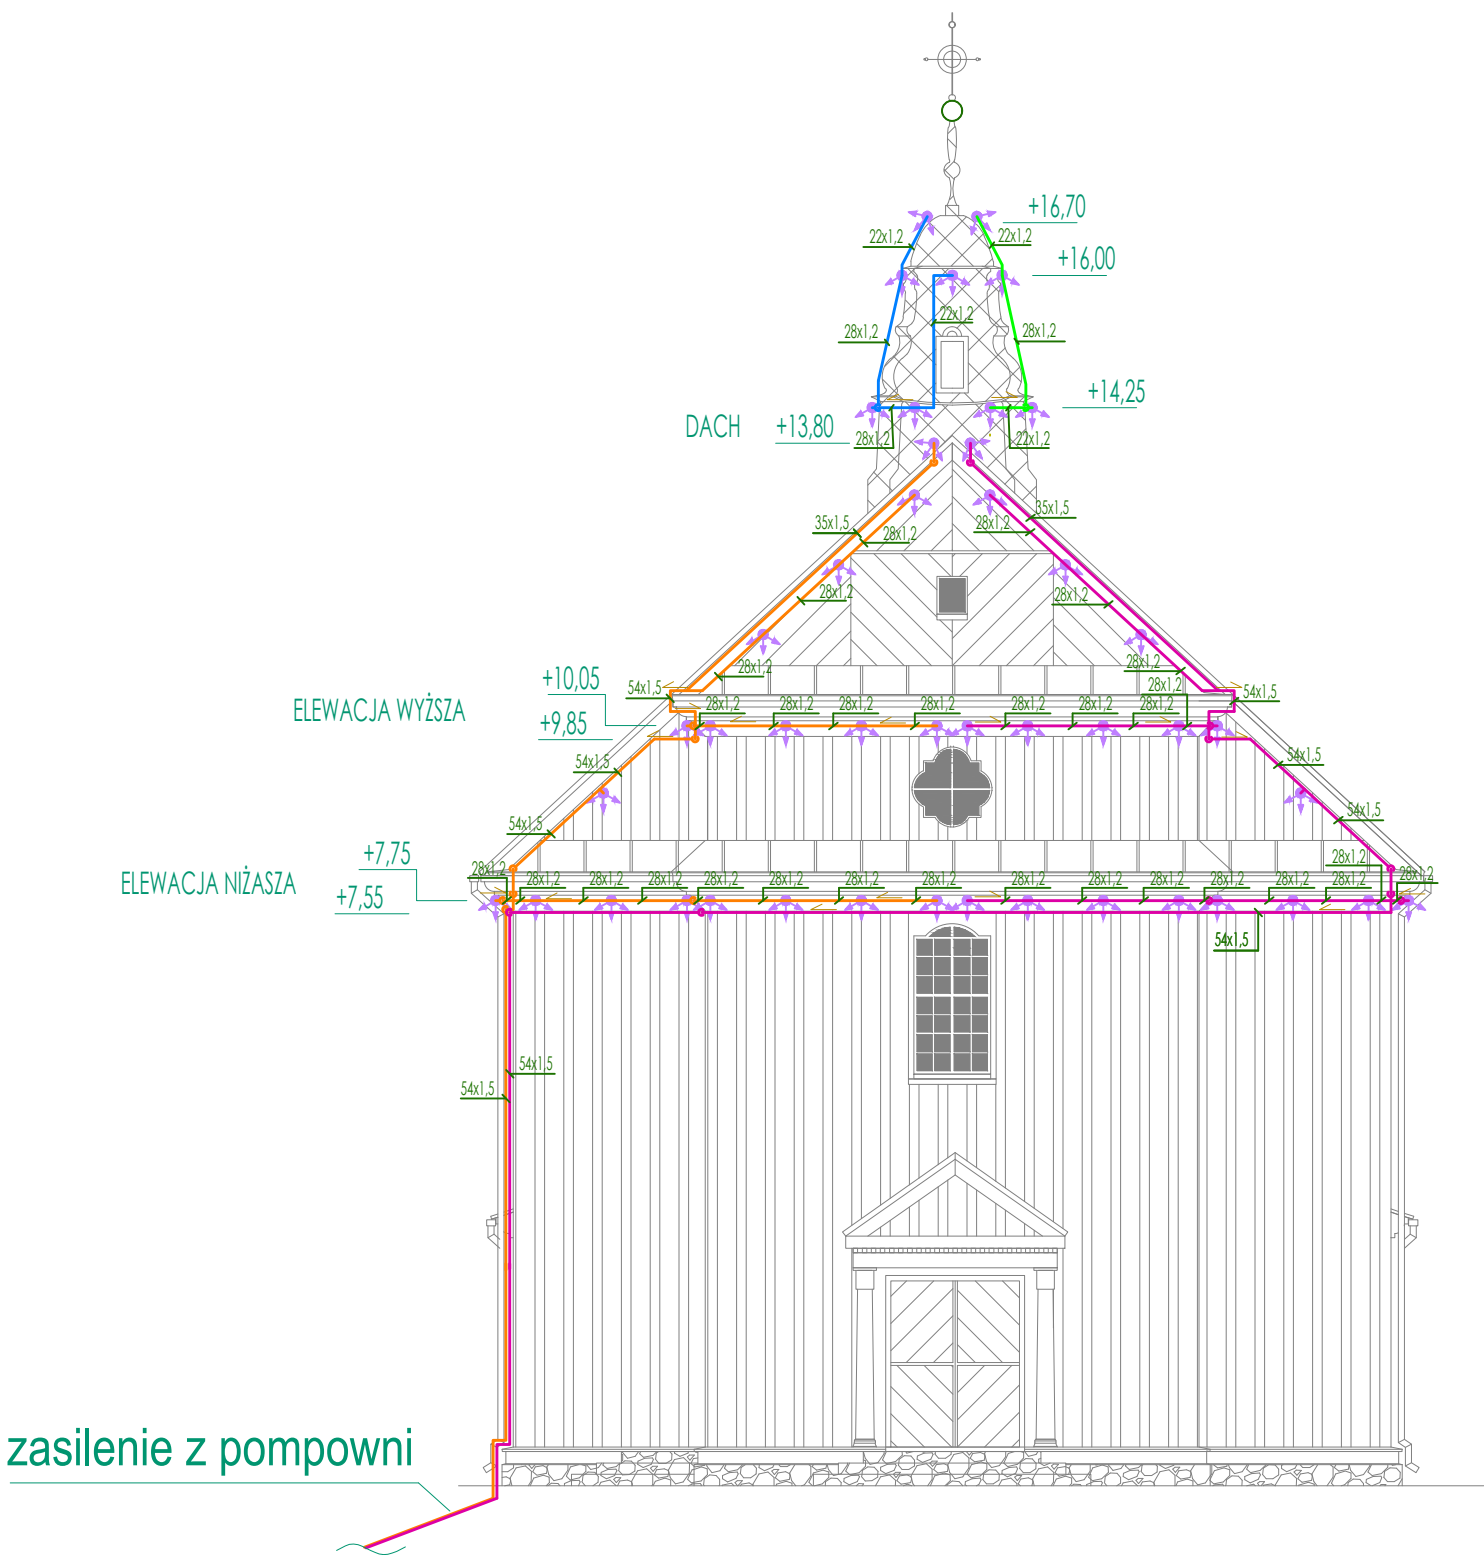 +16,70
22x1,2 22x1,2
+16,00
22x1,2
28x1,2 28x1,2
+14,25
DACH +13,80
28x1,2 22x1,2
35x1,5 35x1,5
28x1,2 28x1,2
28x1,2 28x1,2
28x1,2 28x1,2
+10,05
54x1,5 28x1,2 54x1,5
ELEWACJA WYŻSZA
28x1,2 28x1,2 28x1,2 28x1,2 28x1,2 28x1,2 28x1,2
+9,85
54x1,5 54x1,5
54x1,5 54x1,5
+7,75
28x1,2 28x1,2 28x1,2
ELEWACJA NIŻASZA
28x1,2 28x1,2 28x1,2 28x1,2 28x1,2 28x1,2 28x1,2 28x1,2 28x1,2 28x1,2 28x1,2 28x1,2 28x1,2
+7,55
54x1,5
54x1,5
54x1,5
zasilenie z pompowni